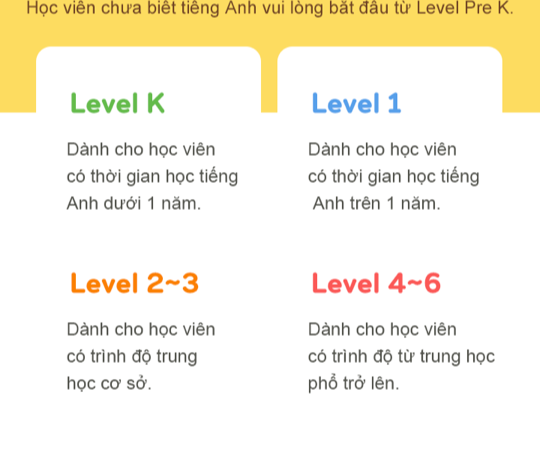 Học viên chưa biết tiếng Anh vui lòng bắt đầu từ Level Pre K.
Level K
Dành cho học viên
có thời gian học tiếng
Anh dưới 1 năm.
Level 1
Dành cho học viên
có thời gian học tiếng
Anh trên 1 năm.
Level 2~3
Dành cho học viên
có trình độ trung
học cơ sở.
Level 4~6
Dành cho học viên
có trình độ từ trung học
phổ trở lên.